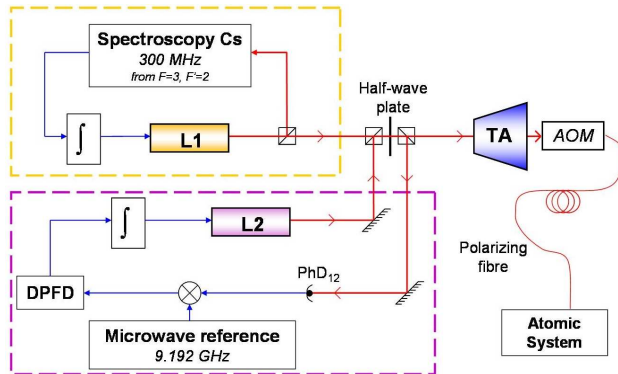 Spectroscopy Cs
300 MHz
from F=3, F'=2
∫
L1
Half-wave
plate
TA
AOM
∫
L2
Polarizing
fibre
PhD12
DPFD
Microwave reference
9.192 GHz
Atomic
System